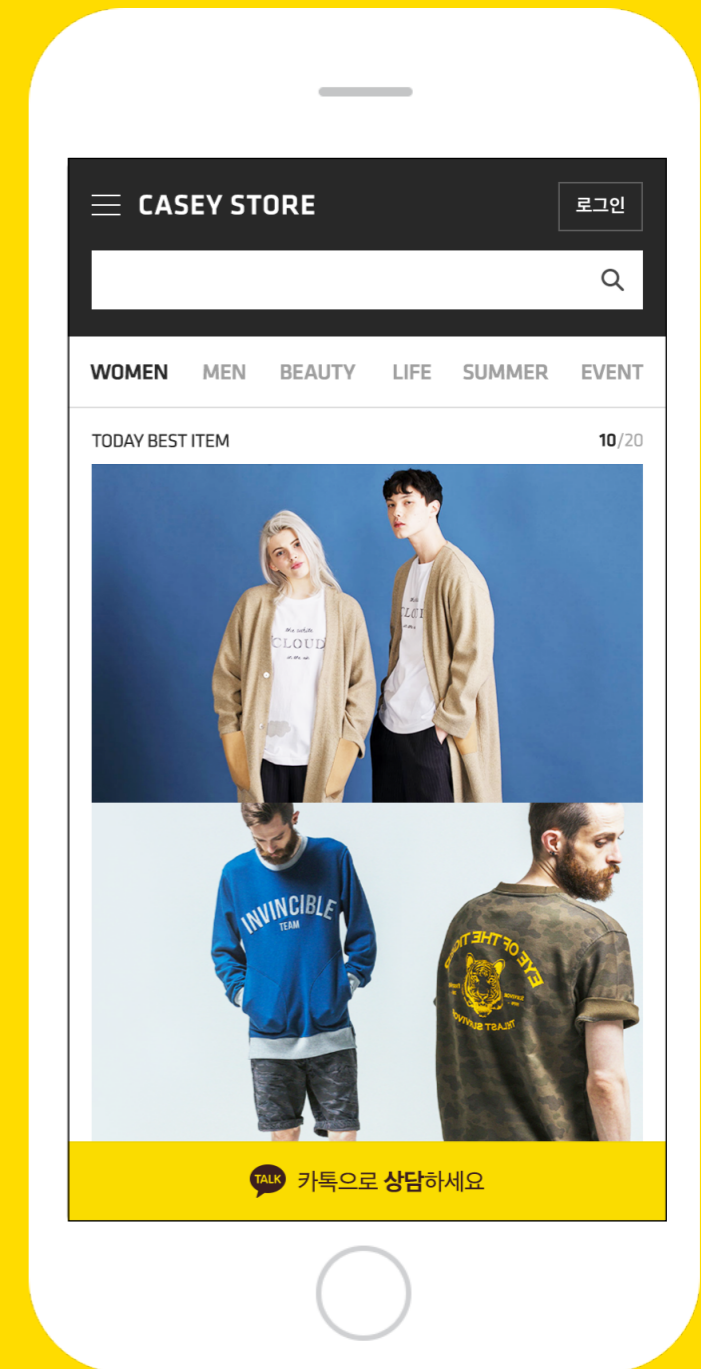 CASEY STORE
로그인
WOMEN MEN BEAUTY LIFE SUMMER EVENT
TODAY BEST ITEM 10/20
CLOUD
INVINCIBLE
TEAM
EYE OF THE TIGER
TALK 카톡으로 상담하세요